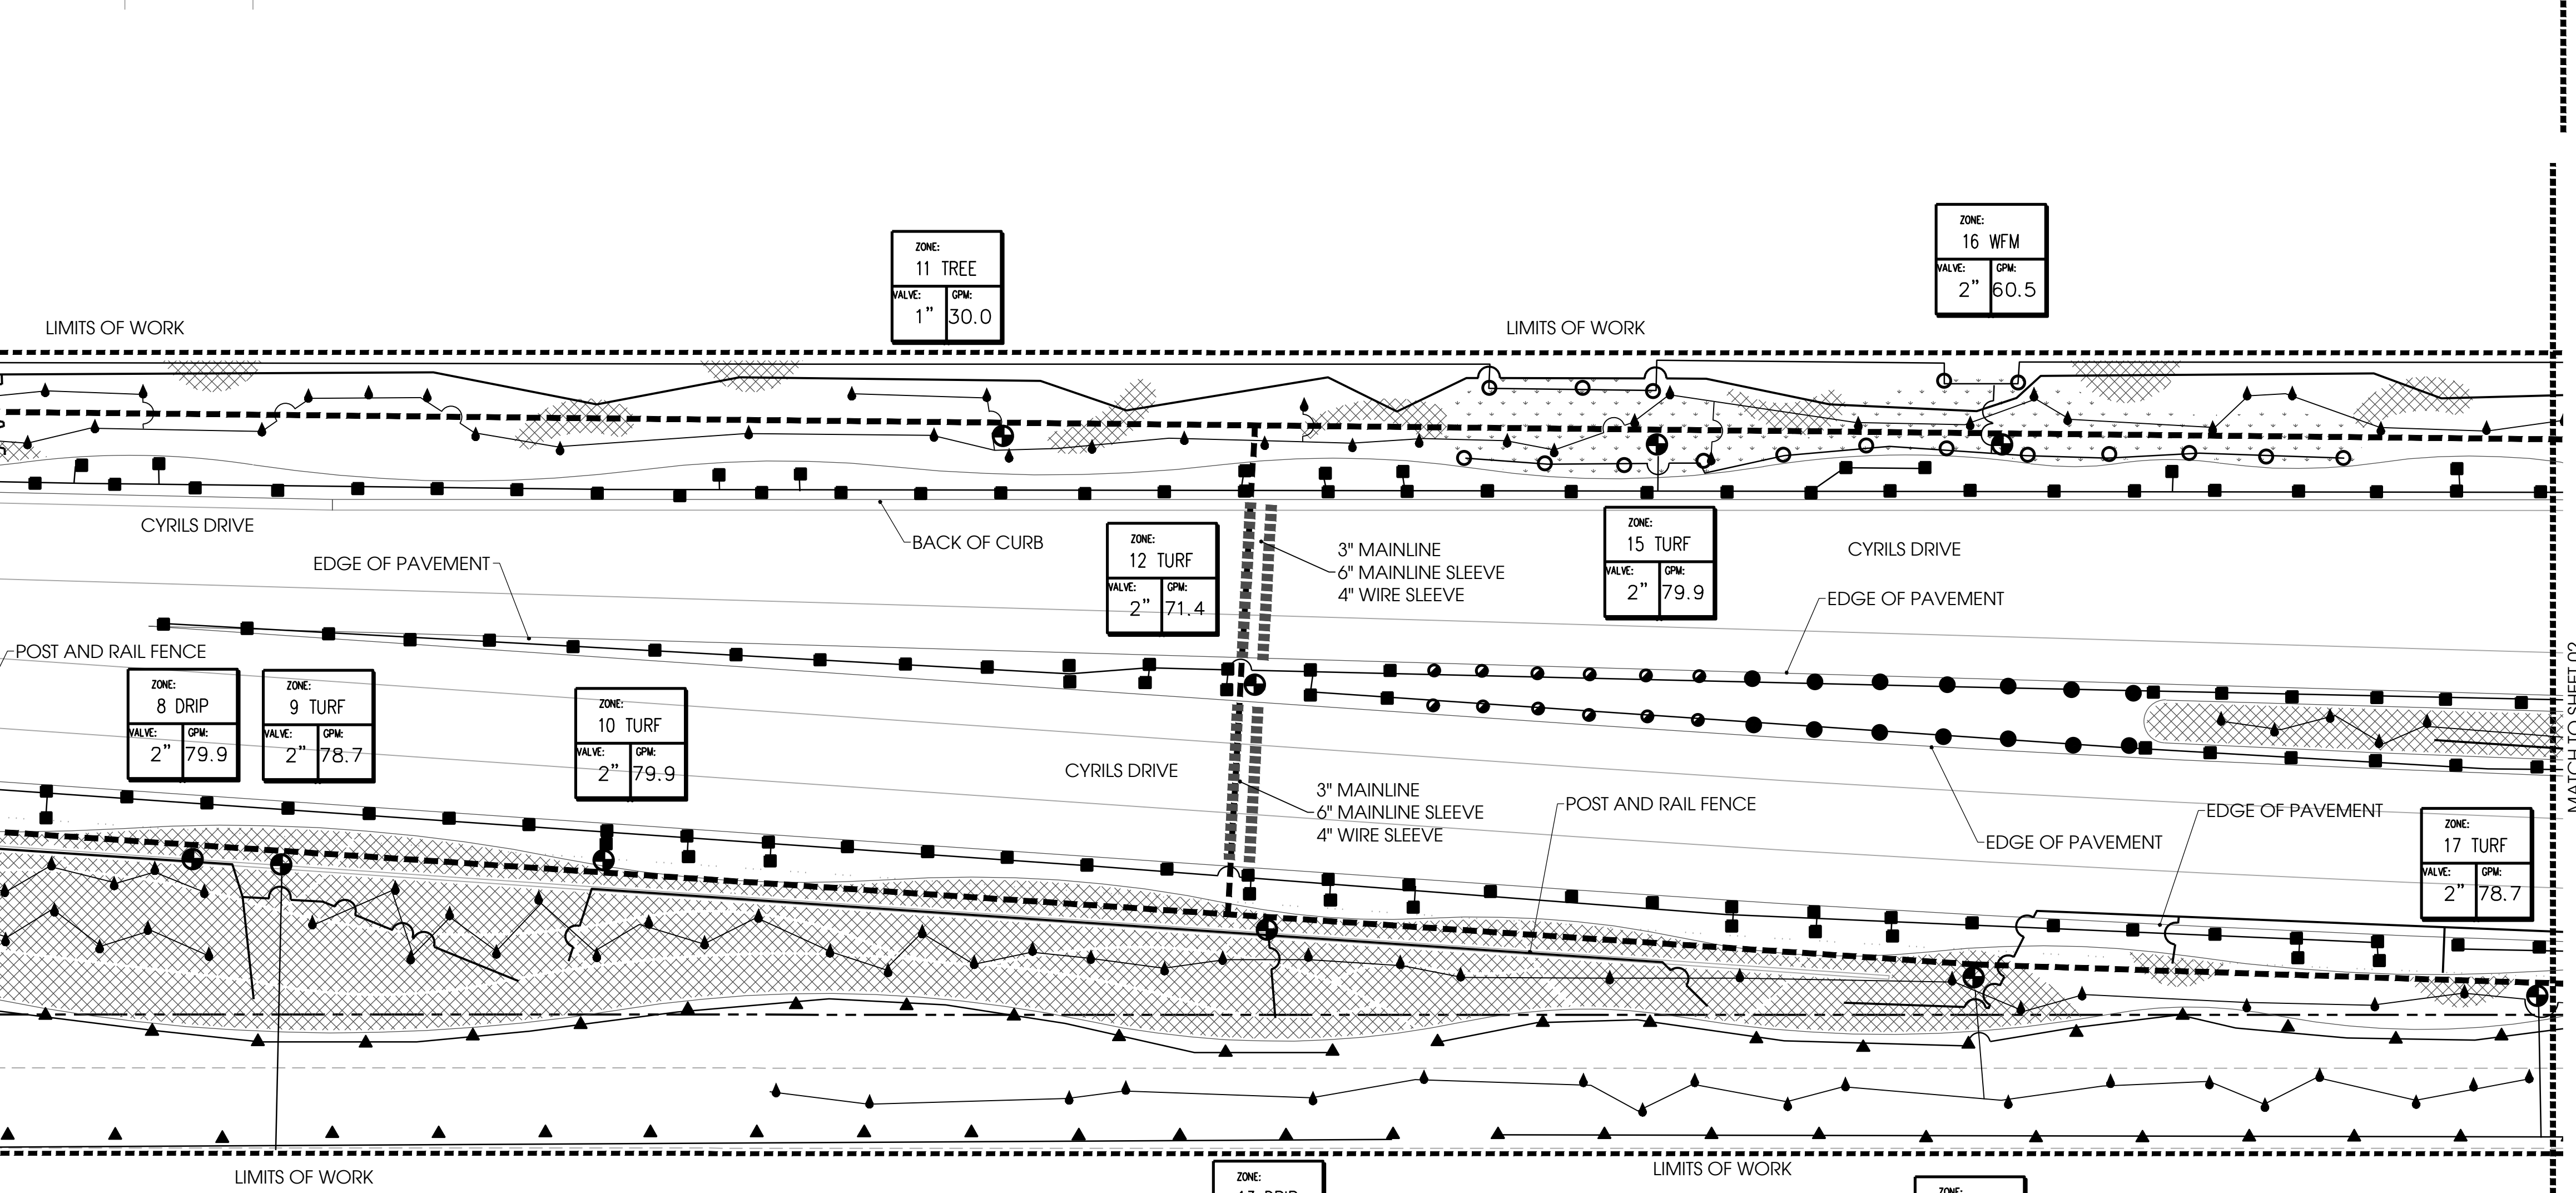 ZONE:
16 WFM
VALVE: GPM:
2" 60.5
ZONE:
11 TREE
VALVE: GPM:
1" 30.0
LIMITS OF WORK
LIMITS OF WORK
CYRILS DRIVE
BACK OF CURB
EDGE OF PAVEMENT
ZONE:
12 TURF
VALVE: GPM:
2" 71.4
3" MAINLINE
6" MAINLINE SLEEVE
4" WIRE SLEEVE
ZONE:
15 TURF
VALVE: GPM:
2" 79.9
CYRILS DRIVE
EDGE OF PAVEMENT
POST AND RAIL FENCE
ZONE:
8 DRIP
VALVE: GPM:
2" 79.9
ZONE:
9 TURF
VALVE: GPM:
2" 78.7
ZONE:
10 TURF
VALVE: GPM:
2" 79.9
CYRILS DRIVE
3" MAINLINE
6" MAINLINE SLEEVE
4" WIRE SLEEVE
POST AND RAIL FENCE
EDGE OF PAVEMENT
EDGE OF PAVEMENT
ZONE:
17 TURF
VALVE: GPM:
2" 78.7
MATCH TO SHEET
LIMITS OF WORK
LIMITS OF WORK
ZONE:
ZONE: